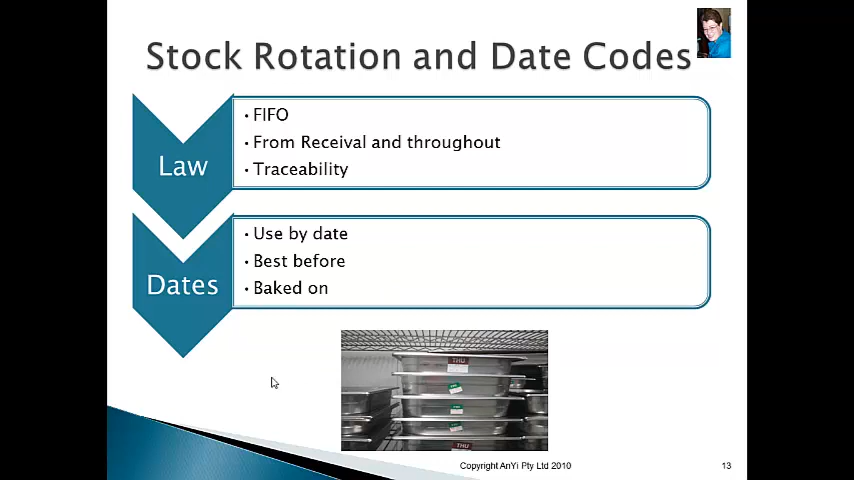 Stock Rotation and Date Codes
Law
• FIFO
• From Receival and throughout
• Traceability
Dates
• Use by date
• Best before
• Baked on
THU
THU
Copyright AnYi Pty Ltd 2010
13